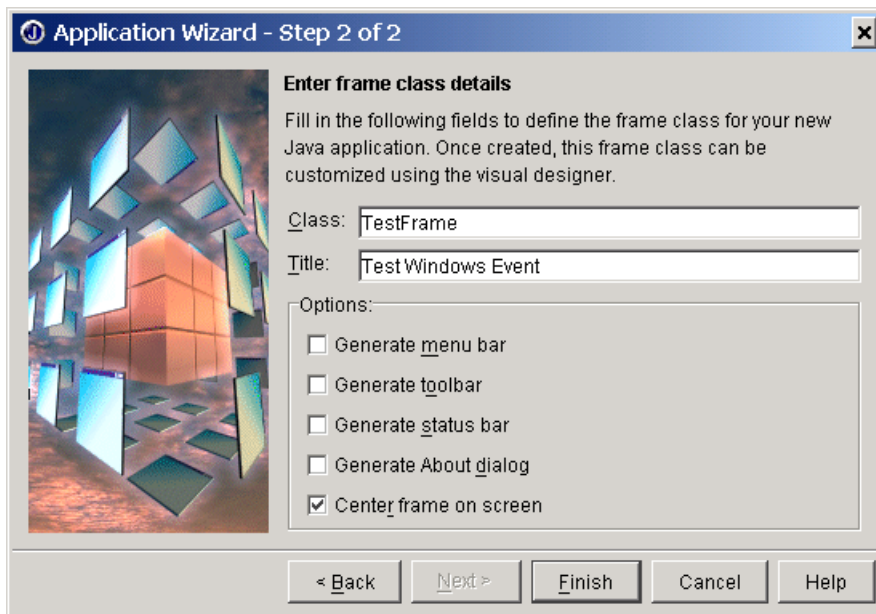 Application Wizard - Step 2 of 2
Enter frame class details
Fill in the following fields to define the frame class for your new
Java application. Once created, this frame class can be
customized using the visual designer.
Class: TestFrame
Title: Test Windows Event
Options:
Generate menu bar
Generate toolbar
Generate status bar
Generate About dialog
Center frame on screen
< Back Next > Finish Cancel Help